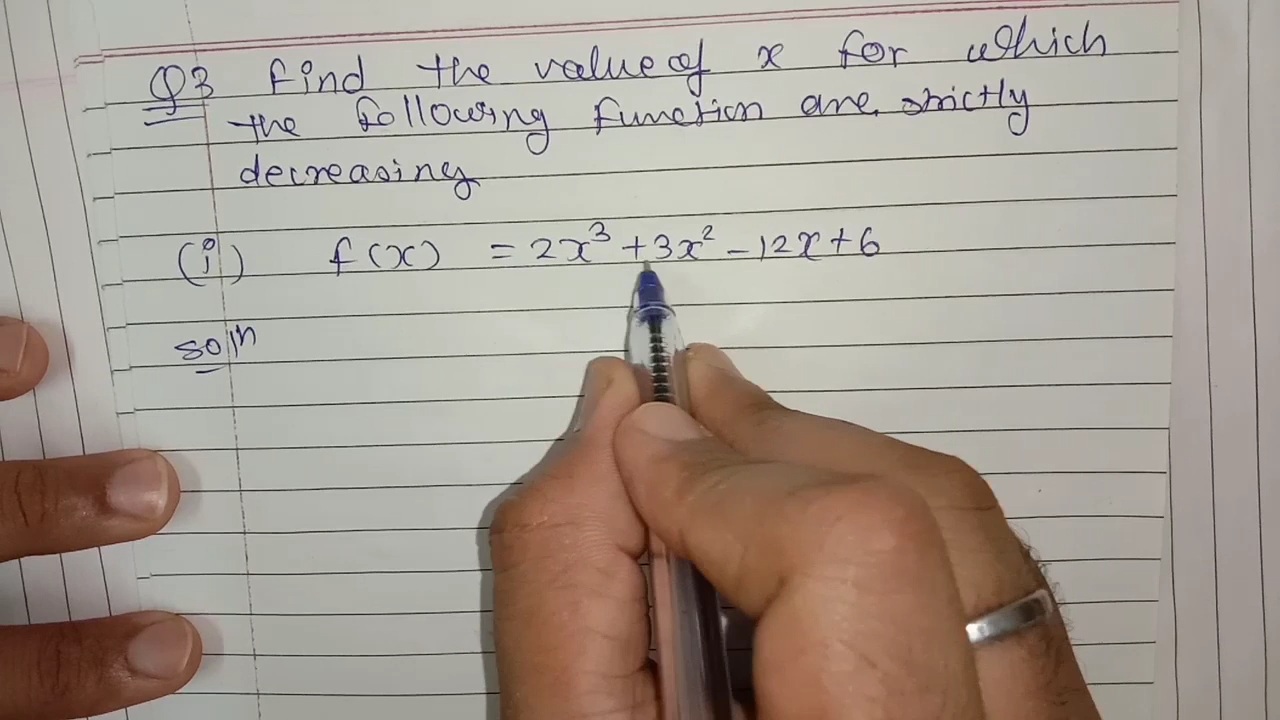 Q3 Find the value of x for which
the following function are strictly
decreasing
(i) f(x) = 2x³ + 3x² - 12x + 6
soln